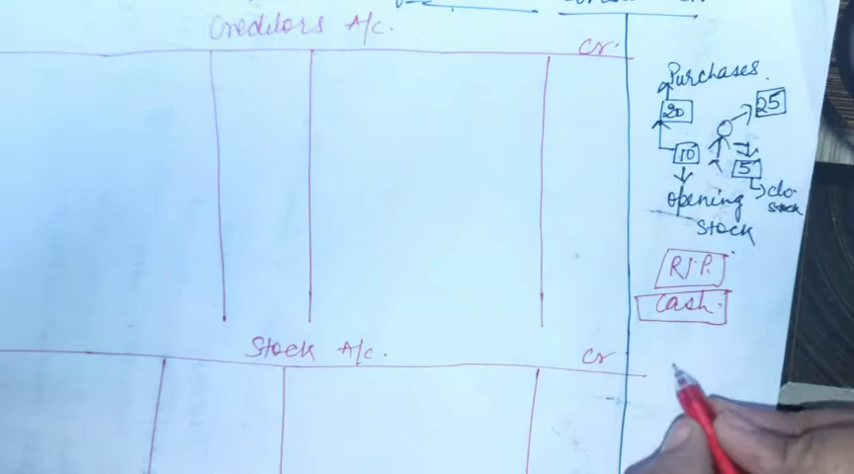 Creditors A/c.
Cr.
Purchases.
20
25
10
5
clo.
stock
opening
stock
R.I.P.
Cash.
Stock A/c.
Cr